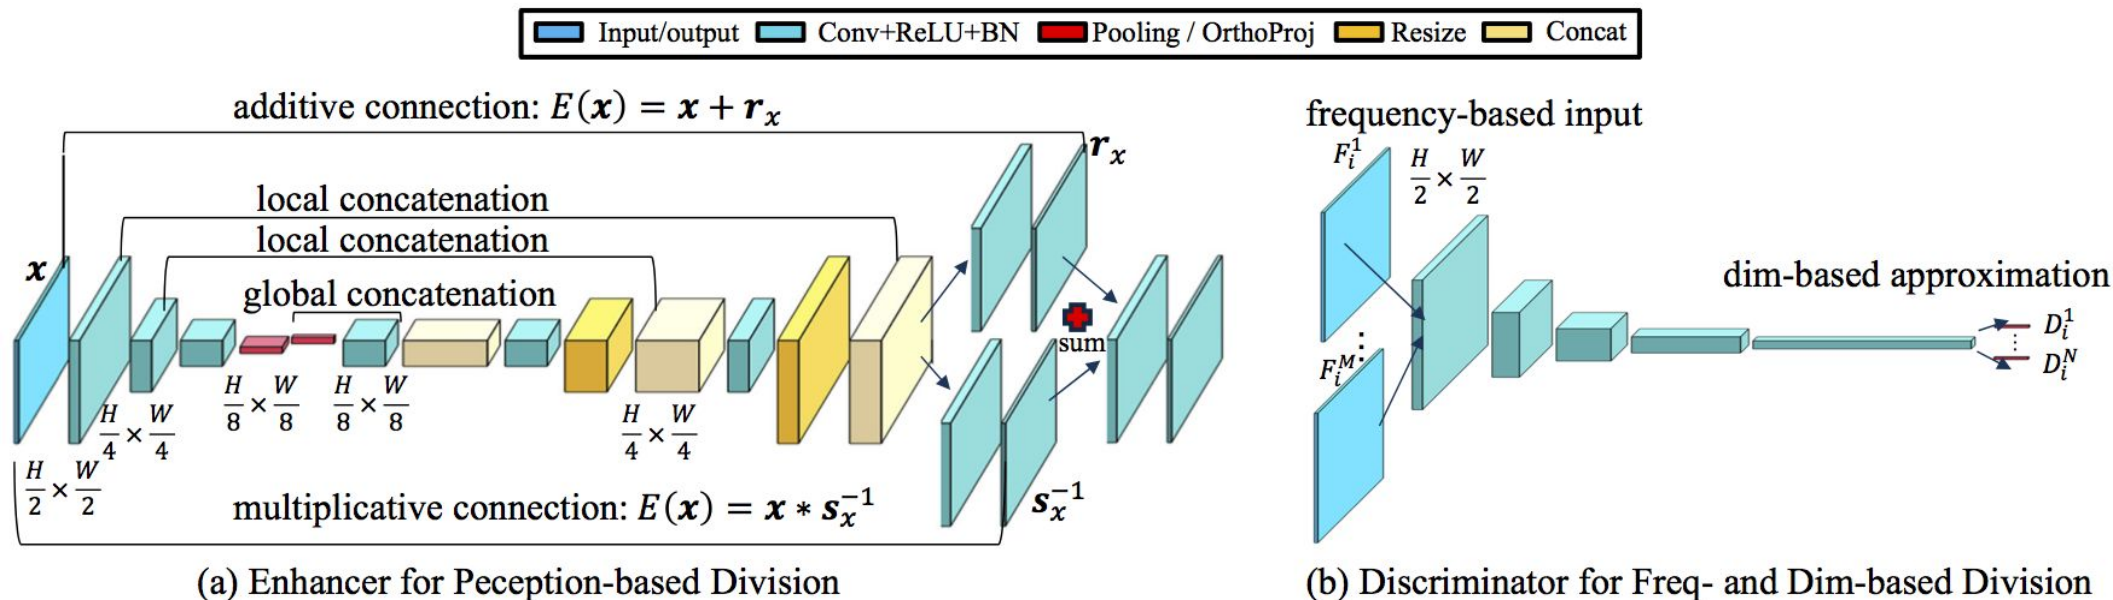 Input/output Conv+ReLU+BN Pooling / OrthoProj Resize Concat
additive connection: E(x) = x + r_x
r_x
local concatenation
local concatenation
x
global concatenation
H/8 × W/8
H/8 × W/8
H/4 × W/4
H/4 × W/4
H/2 × W/2
sum
multiplicative connection: E(x) = x * s_x^{-1}
s_x^{-1}
(a) Enhancer for Peception-based Division
frequency-based input
F_i^1
H/2 × W/2
⋮
F_i^M
dim-based approximation
D_i^1
⋮
D_i^N
(b) Discriminator for Freq- and Dim-based Division